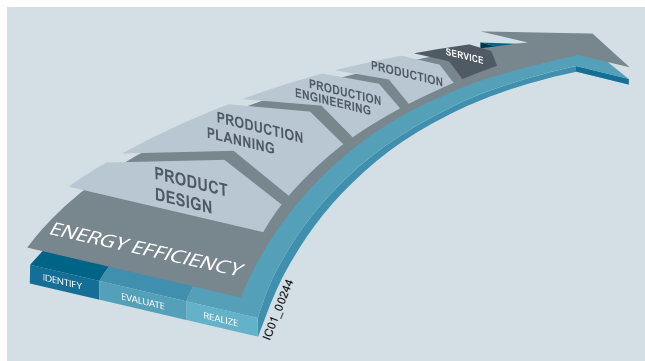 SERVICE
PRODUCTION
PRODUCTION
ENGINEERING
PRODUCTION
PLANNING
PRODUCT
DESIGN
ENERGY EFFICIENCY
IDENTIFY
EVALUATE
REALIZE
IC01_00244